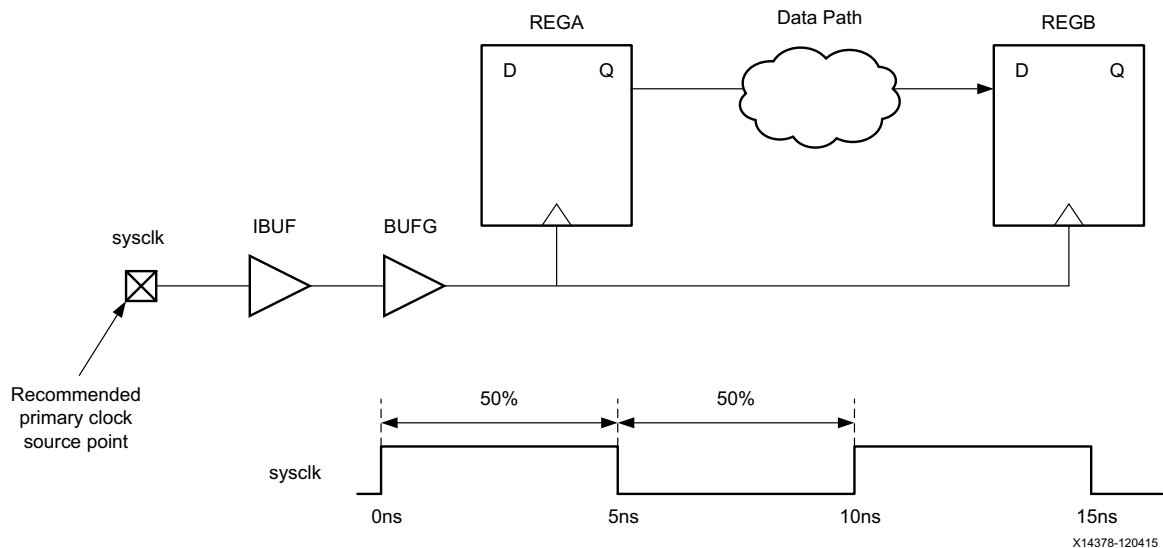 REGA
Data Path
REGB
D
Q
D
Q
sysclk
IBUF
BUFG
Recommended
primary clock
source point
50%
50%
sysclk
0ns
5ns
10ns
15ns
X14378-120415